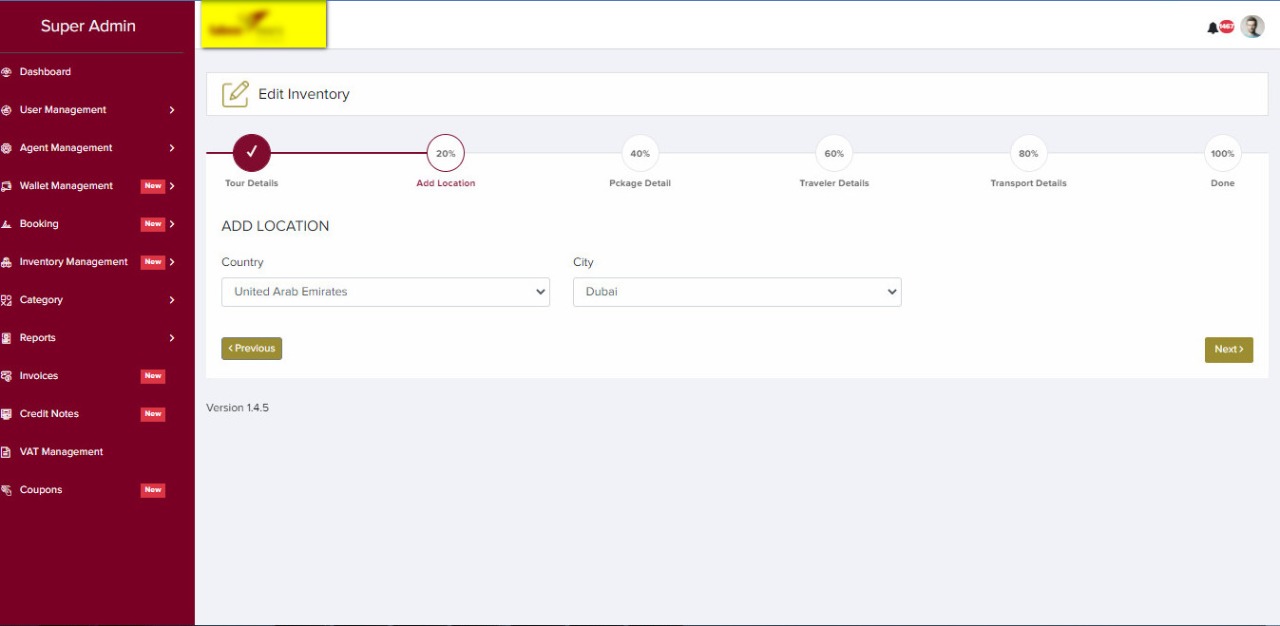 Super Admin
1467
Dashboard
User Management
Agent Management
Wallet Management New
Booking New
Inventory Management New
Category
Reports
Invoices New
Credit Notes New
VAT Management
Coupons New
Edit Inventory
✓ 20% 40% 60% 80% 100%
Tour Details Add Location Pckage Detail Traveler Details Transport Details Done
ADD LOCATION
Country City
United Arab Emirates Dubai
Previous Next
Version 1.4.5